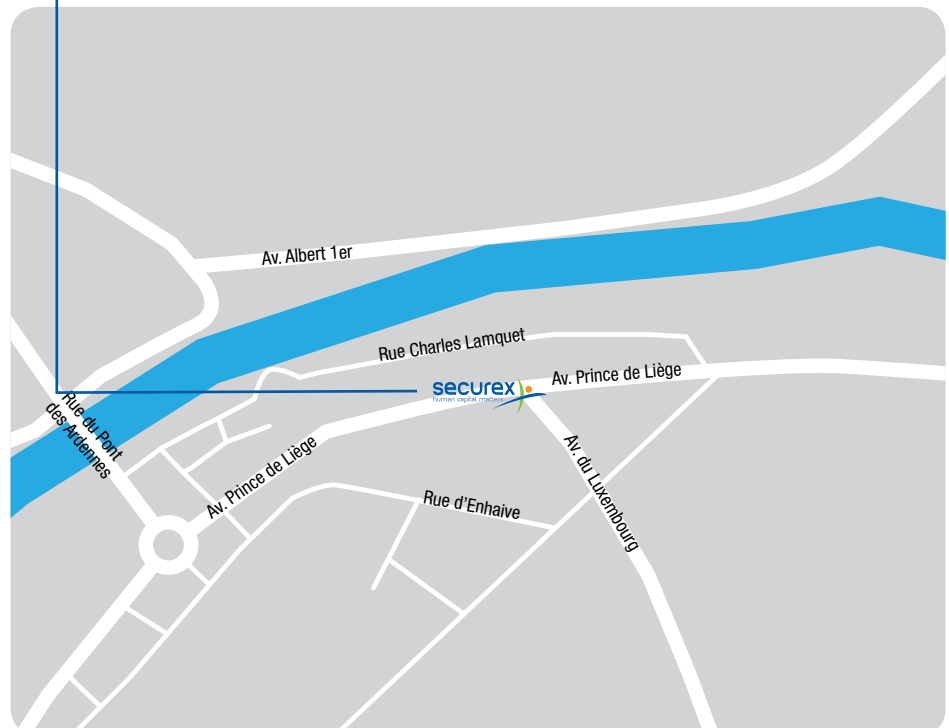 Av. Albert 1er
Rue Charles Lamquet
Av. Prince de Liège
securex
human capital matters
Rue du Pont
des Ardennes
Av. Prince de Liège
Av. du Luxembourg
Rue d'Enhaive